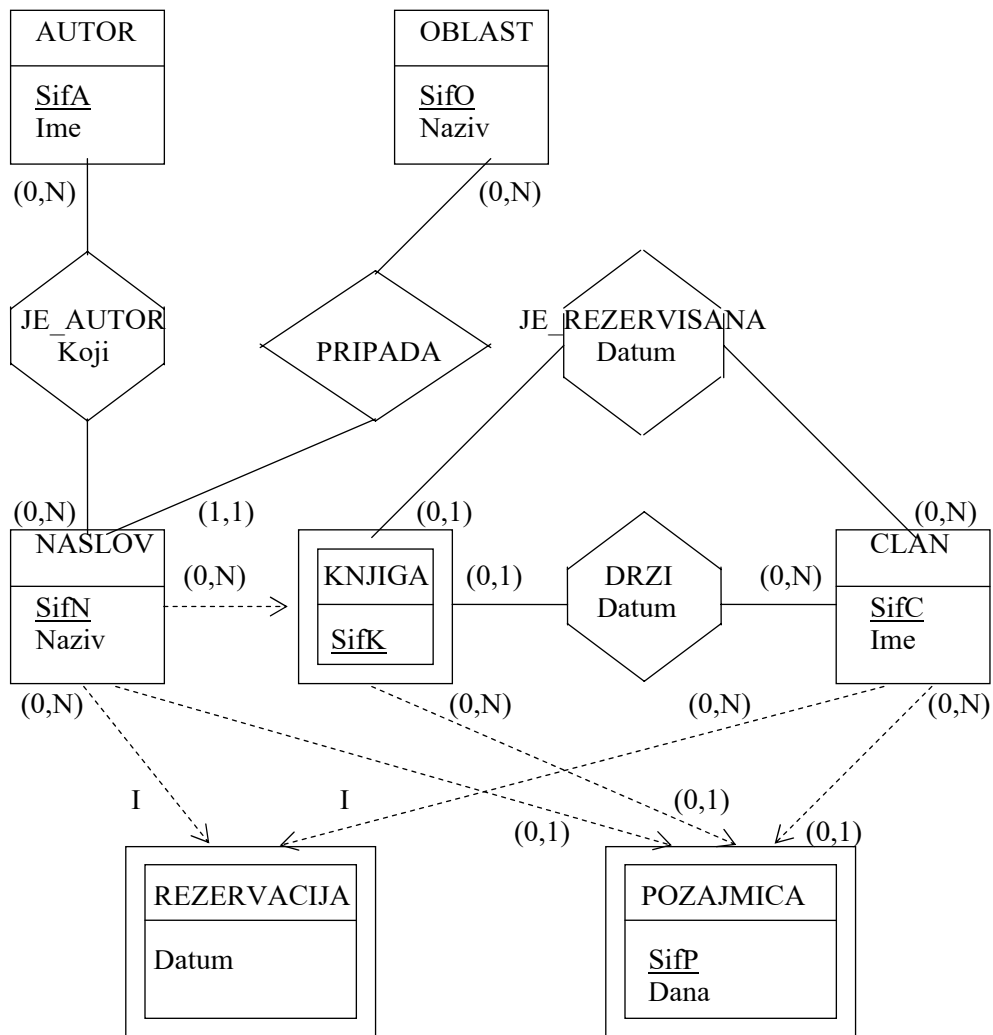 AUTOR
SifA
Ime
OBLAST
SifO
Naziv
(0,N)
(0,N)
JE_AUTOR
Koji
PRIPADA
JE_REZERVISANA
Datum
(0,N)
(1,1)
(0,1)
(0,N)
NASLOV
SifN
Naziv
(0,N)
KNJIGA
SifK
(0,1)
DRZI
Datum
(0,N)
CLAN
SifC
Ime
(0,N)
(0,N)
(0,N)
(0,N)
I
I
(0,1)
(0,1)
(0,1)
REZERVACIJA
Datum
POZAJMICA
SifP
Dana